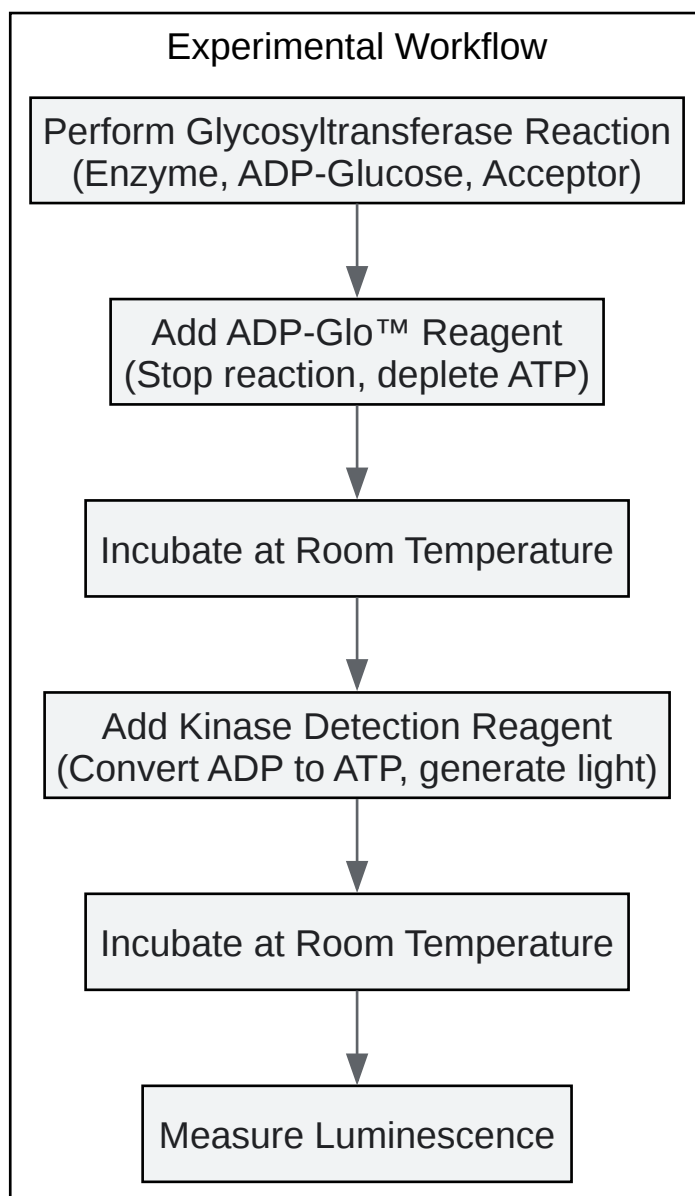 Experimental Workflow
Perform Glycosyltransferase Reaction
(Enzyme, ADP-Glucose, Acceptor)
Add ADP-Glo™ Reagent
(Stop reaction, deplete ATP)
Incubate at Room Temperature
Add Kinase Detection Reagent
(Convert ADP to ATP, generate light)
Incubate at Room Temperature
Measure Luminescence